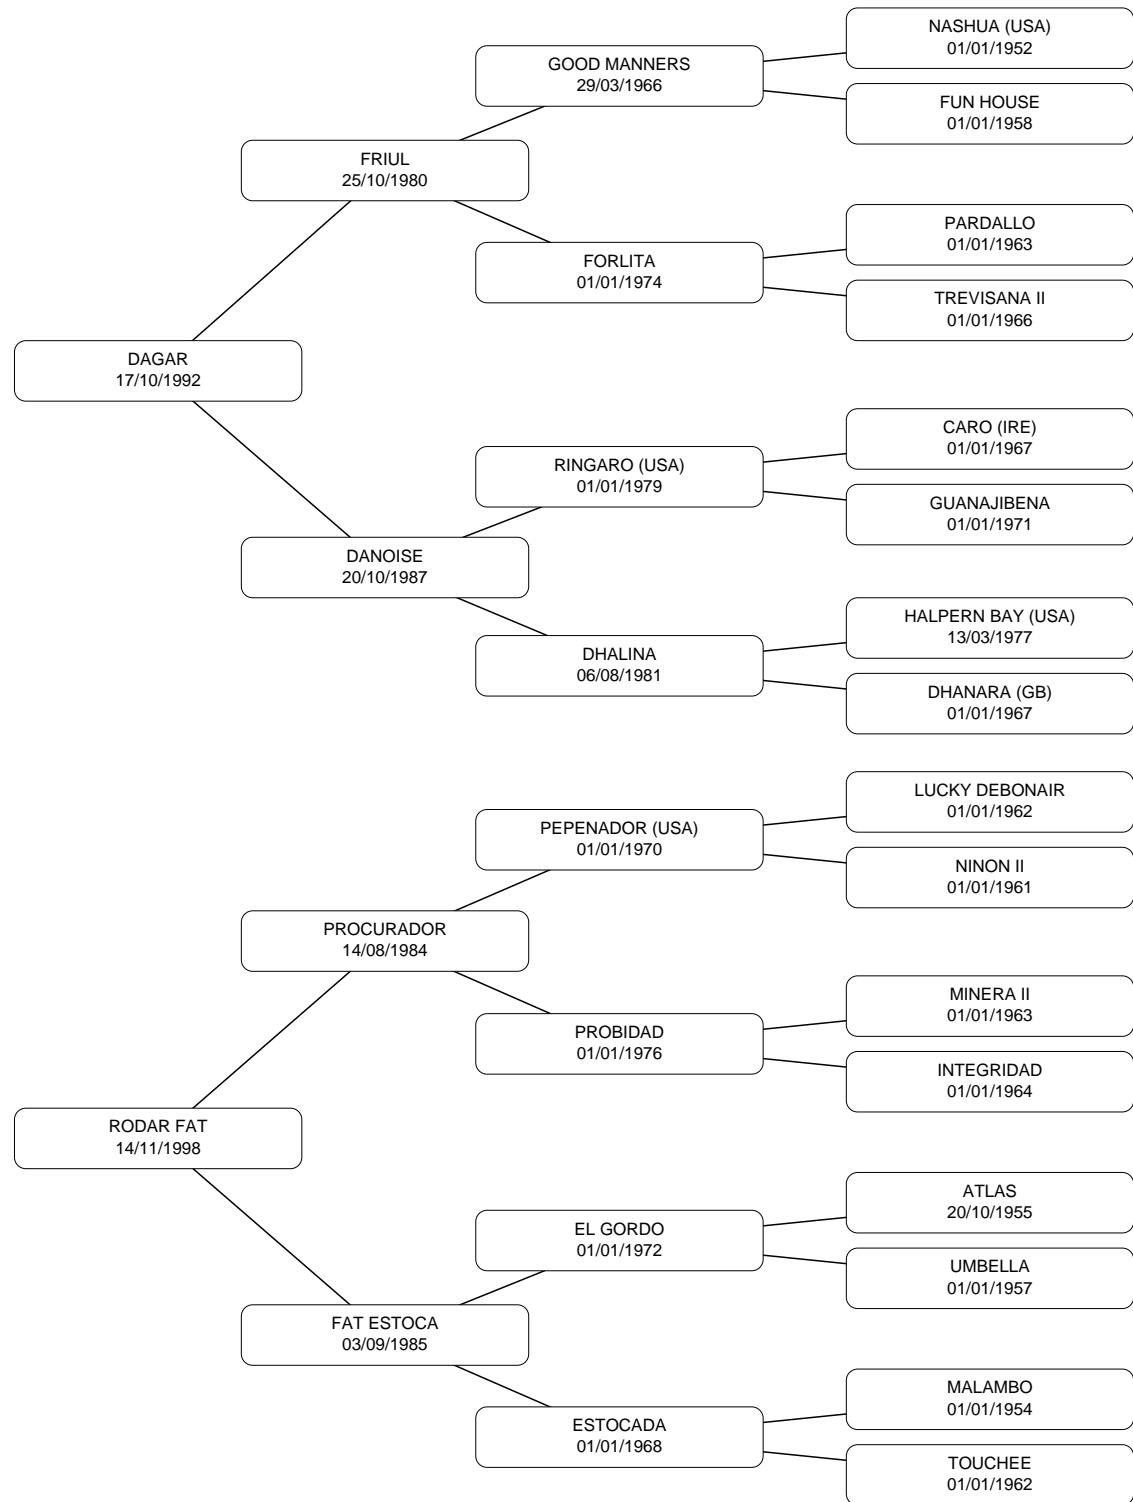 NASHUA (USA)
01/01/1952
GOOD MANNERS
29/03/1966
FUN HOUSE
01/01/1958
FRIUL
25/10/1980
PARDALLO
01/01/1963
FORLITA
01/01/1974
TREVISANA II
01/01/1966
DAGAR
17/10/1992
CARO (IRE)
01/01/1967
RINGARO (USA)
01/01/1979
GUANAJIBENA
01/01/1971
DANOISE
20/10/1987
HALPERN BAY (USA)
13/03/1977
DHALINA
06/08/1981
DHANARA (GB)
01/01/1967
LUCKY DEBONAIR
01/01/1962
PEPENADOR (USA)
01/01/1970
NINON II
01/01/1961
PROCURADOR
14/08/1984
MINERA II
01/01/1963
PROBIDAD
01/01/1976
INTEGRIDAD
01/01/1964
RODAR FAT
14/11/1998
ATLAS
20/10/1955
EL GORDO
01/01/1972
UMBELLA
01/01/1957
FAT ESTOCA
03/09/1985
MALAMBO
01/01/1954
ESTOCADA
01/01/1968
TOUCHEE
01/01/1962